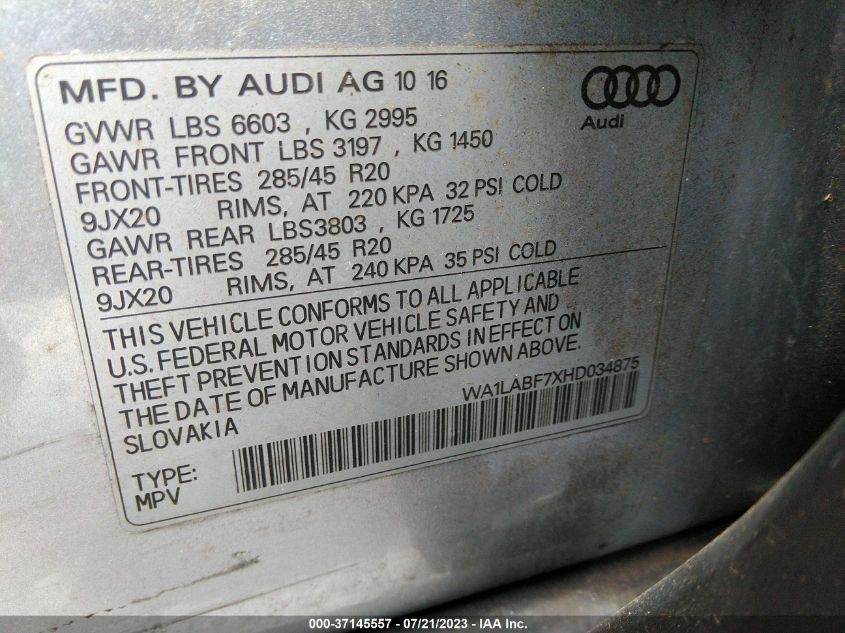 MFD. BY AUDI AG 10 16
Audi
GVWR LBS 6603 , KG 2995
GAWR FRONT LBS 3197 , KG 1450
FRONT-TIRES 285/45 R20
9JX20 RIMS, AT 220 KPA 32 PSI COLD
GAWR REAR LBS3803 , KG 1725
REAR-TIRES 285/45 R20
9JX20 RIMS, AT 240 KPA 35 PSI COLD
THIS VEHICLE CONFORMS TO ALL APPLICABLE
U.S. FEDERAL MOTOR VEHICLE SAFETY AND
THEFT PREVENTION STANDARDS IN EFFECT ON
THE DATE OF MANUFACTURE SHOWN ABOVE.
SLOVAKIA
WA1LABF7XHD034875
TYPE:
MPV
000-37145557 - 07/21/2023 - IAA Inc.